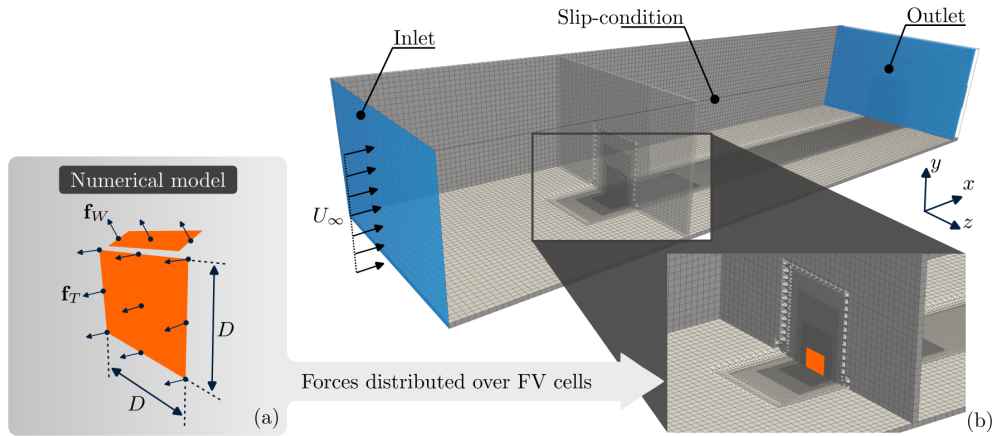 Slip-condition
Outlet
Inlet
Numerical model
f_W
f_T
D
D
(a)
U_∞
y
x
z
Forces distributed over FV cells
(b)